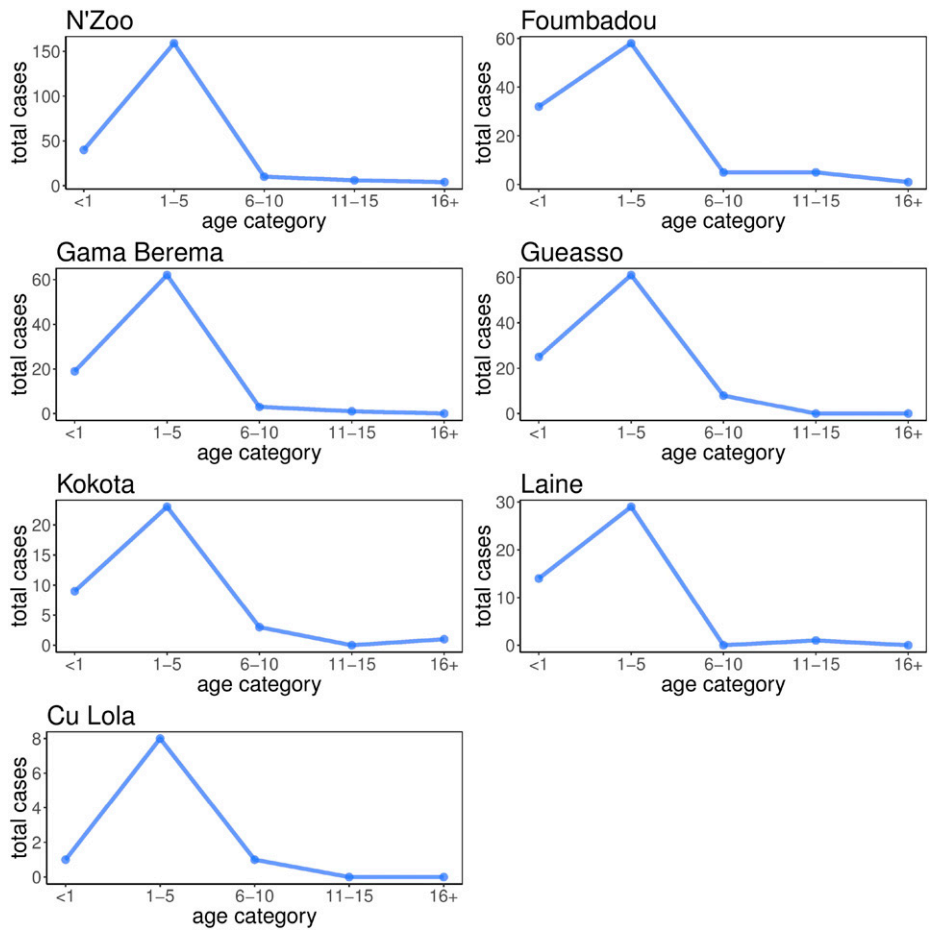 N'Zoo
total cases
150
100
50
0
<1 1–5 6–10 11–15 16+
age category
Foumbadou
total cases
60
40
20
0
<1 1–5 6–10 11–15 16+
age category
Gama Berema
total cases
60
40
20
0
<1 1–5 6–10 11–15 16+
age category
Gueasso
total cases
60
40
20
0
<1 1–5 6–10 11–15 16+
age category
Kokota
total cases
20
15
10
5
0
<1 1–5 6–10 11–15 16+
age category
Laine
total cases
30
20
10
0
<1 1–5 6–10 11–15 16+
age category
Cu Lola
total cases
8
6
4
2
0
<1 1–5 6–10 11–15 16+
age category